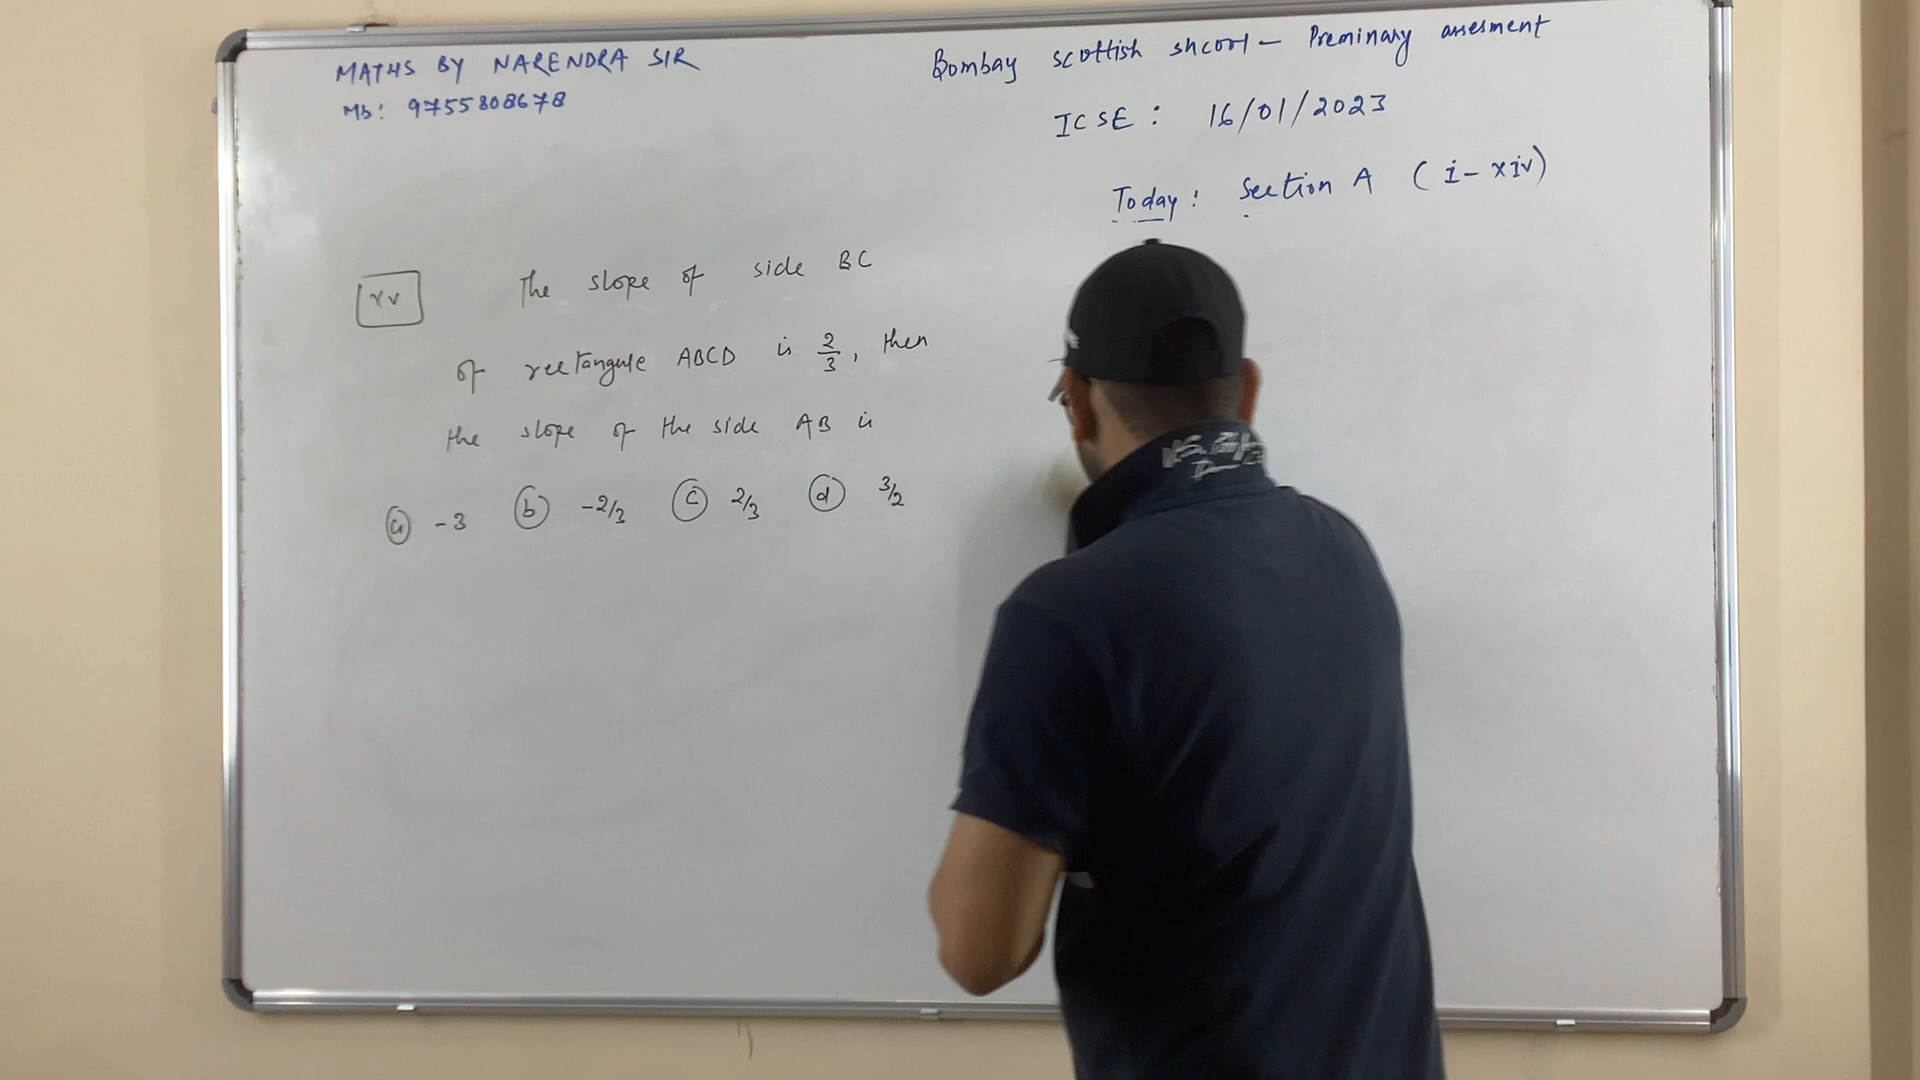 MATHS BY NARENDRA SIR
Mb: 9755808678
Bombay scottish shcool - Preminary assesment
ICSE : 16/01/2023
Today : Section A ( i - xiv)
xv The slope of side BC
of rectangule ABCD is 2/3, then
the slope of the side AB is
a -3 b -2/3 c 2/3 d 3/2